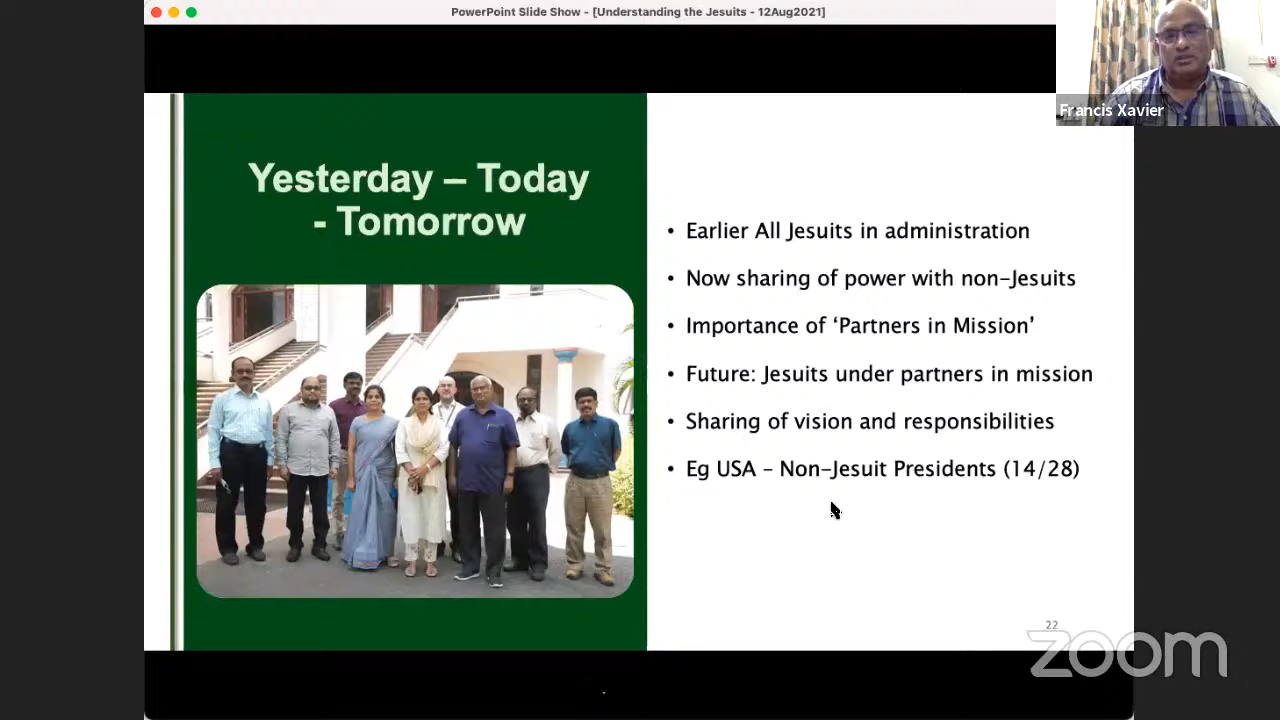 PowerPoint Slide Show - [Understanding the Jesuits - 12Aug2021]
Francis Xavier
Yesterday – Today
- Tomorrow
• Earlier All Jesuits in administration
• Now sharing of power with non-Jesuits
• Importance of ‘Partners in Mission’
• Future: Jesuits under partners in mission
• Sharing of vision and responsibilities
• Eg USA – Non-Jesuit Presidents (14/28)
22
zoom